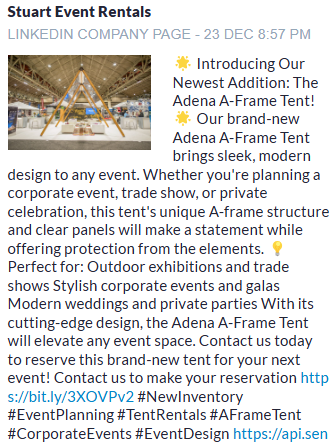 Stuart Event Rentals
LINKEDIN COMPANY PAGE - 23 DEC 8:57 PM
🌟 Introducing Our
Newest Addition: The
Adena A-Frame Tent!
🌟 Our brand-new
Adena A-Frame Tent
brings sleek, modern
design to any event. Whether you're planning a
corporate event, trade show, or private
celebration, this tent's unique A-frame structure
and clear panels will make a statement while
offering protection from the elements. 💡
Perfect for: Outdoor exhibitions and trade
shows Stylish corporate events and galas
Modern weddings and private parties With its
cutting-edge design, the Adena A-Frame Tent
will elevate any event space. Contact us today
to reserve this brand-new tent for your next
event! Contact us to make your reservation http
s://bit.ly/3XOVPv2 #NewInventory
#EventPlanning #TentRentals #AFrameTent
#CorporateEvents #EventDesign https://api.sen